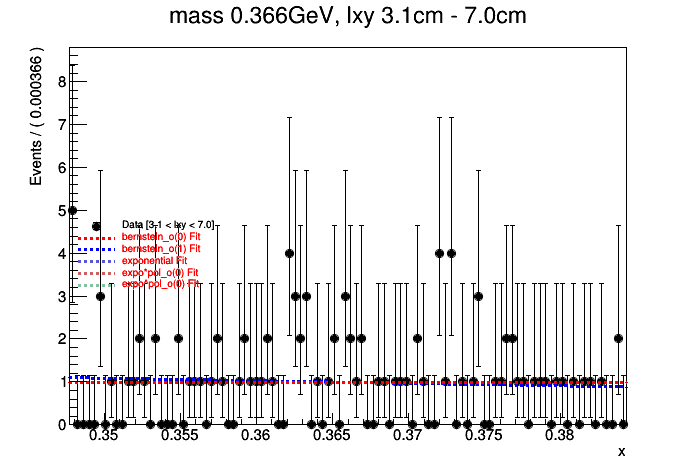 mass 0.366GeV, lxy 3.1cm - 7.0cm
Events / ( 0.000366 )
8
7
6
5
4
3
2
1
0
Data [3.1 < lxy < 7.0]
bernstein_o(0) Fit
bernstein_o(1) Fit
exponential Fit
expo*pol_o(0) Fit
expo*pol_o(0) Fit
0.35 0.355 0.36 0.365 0.37 0.375 0.38
x